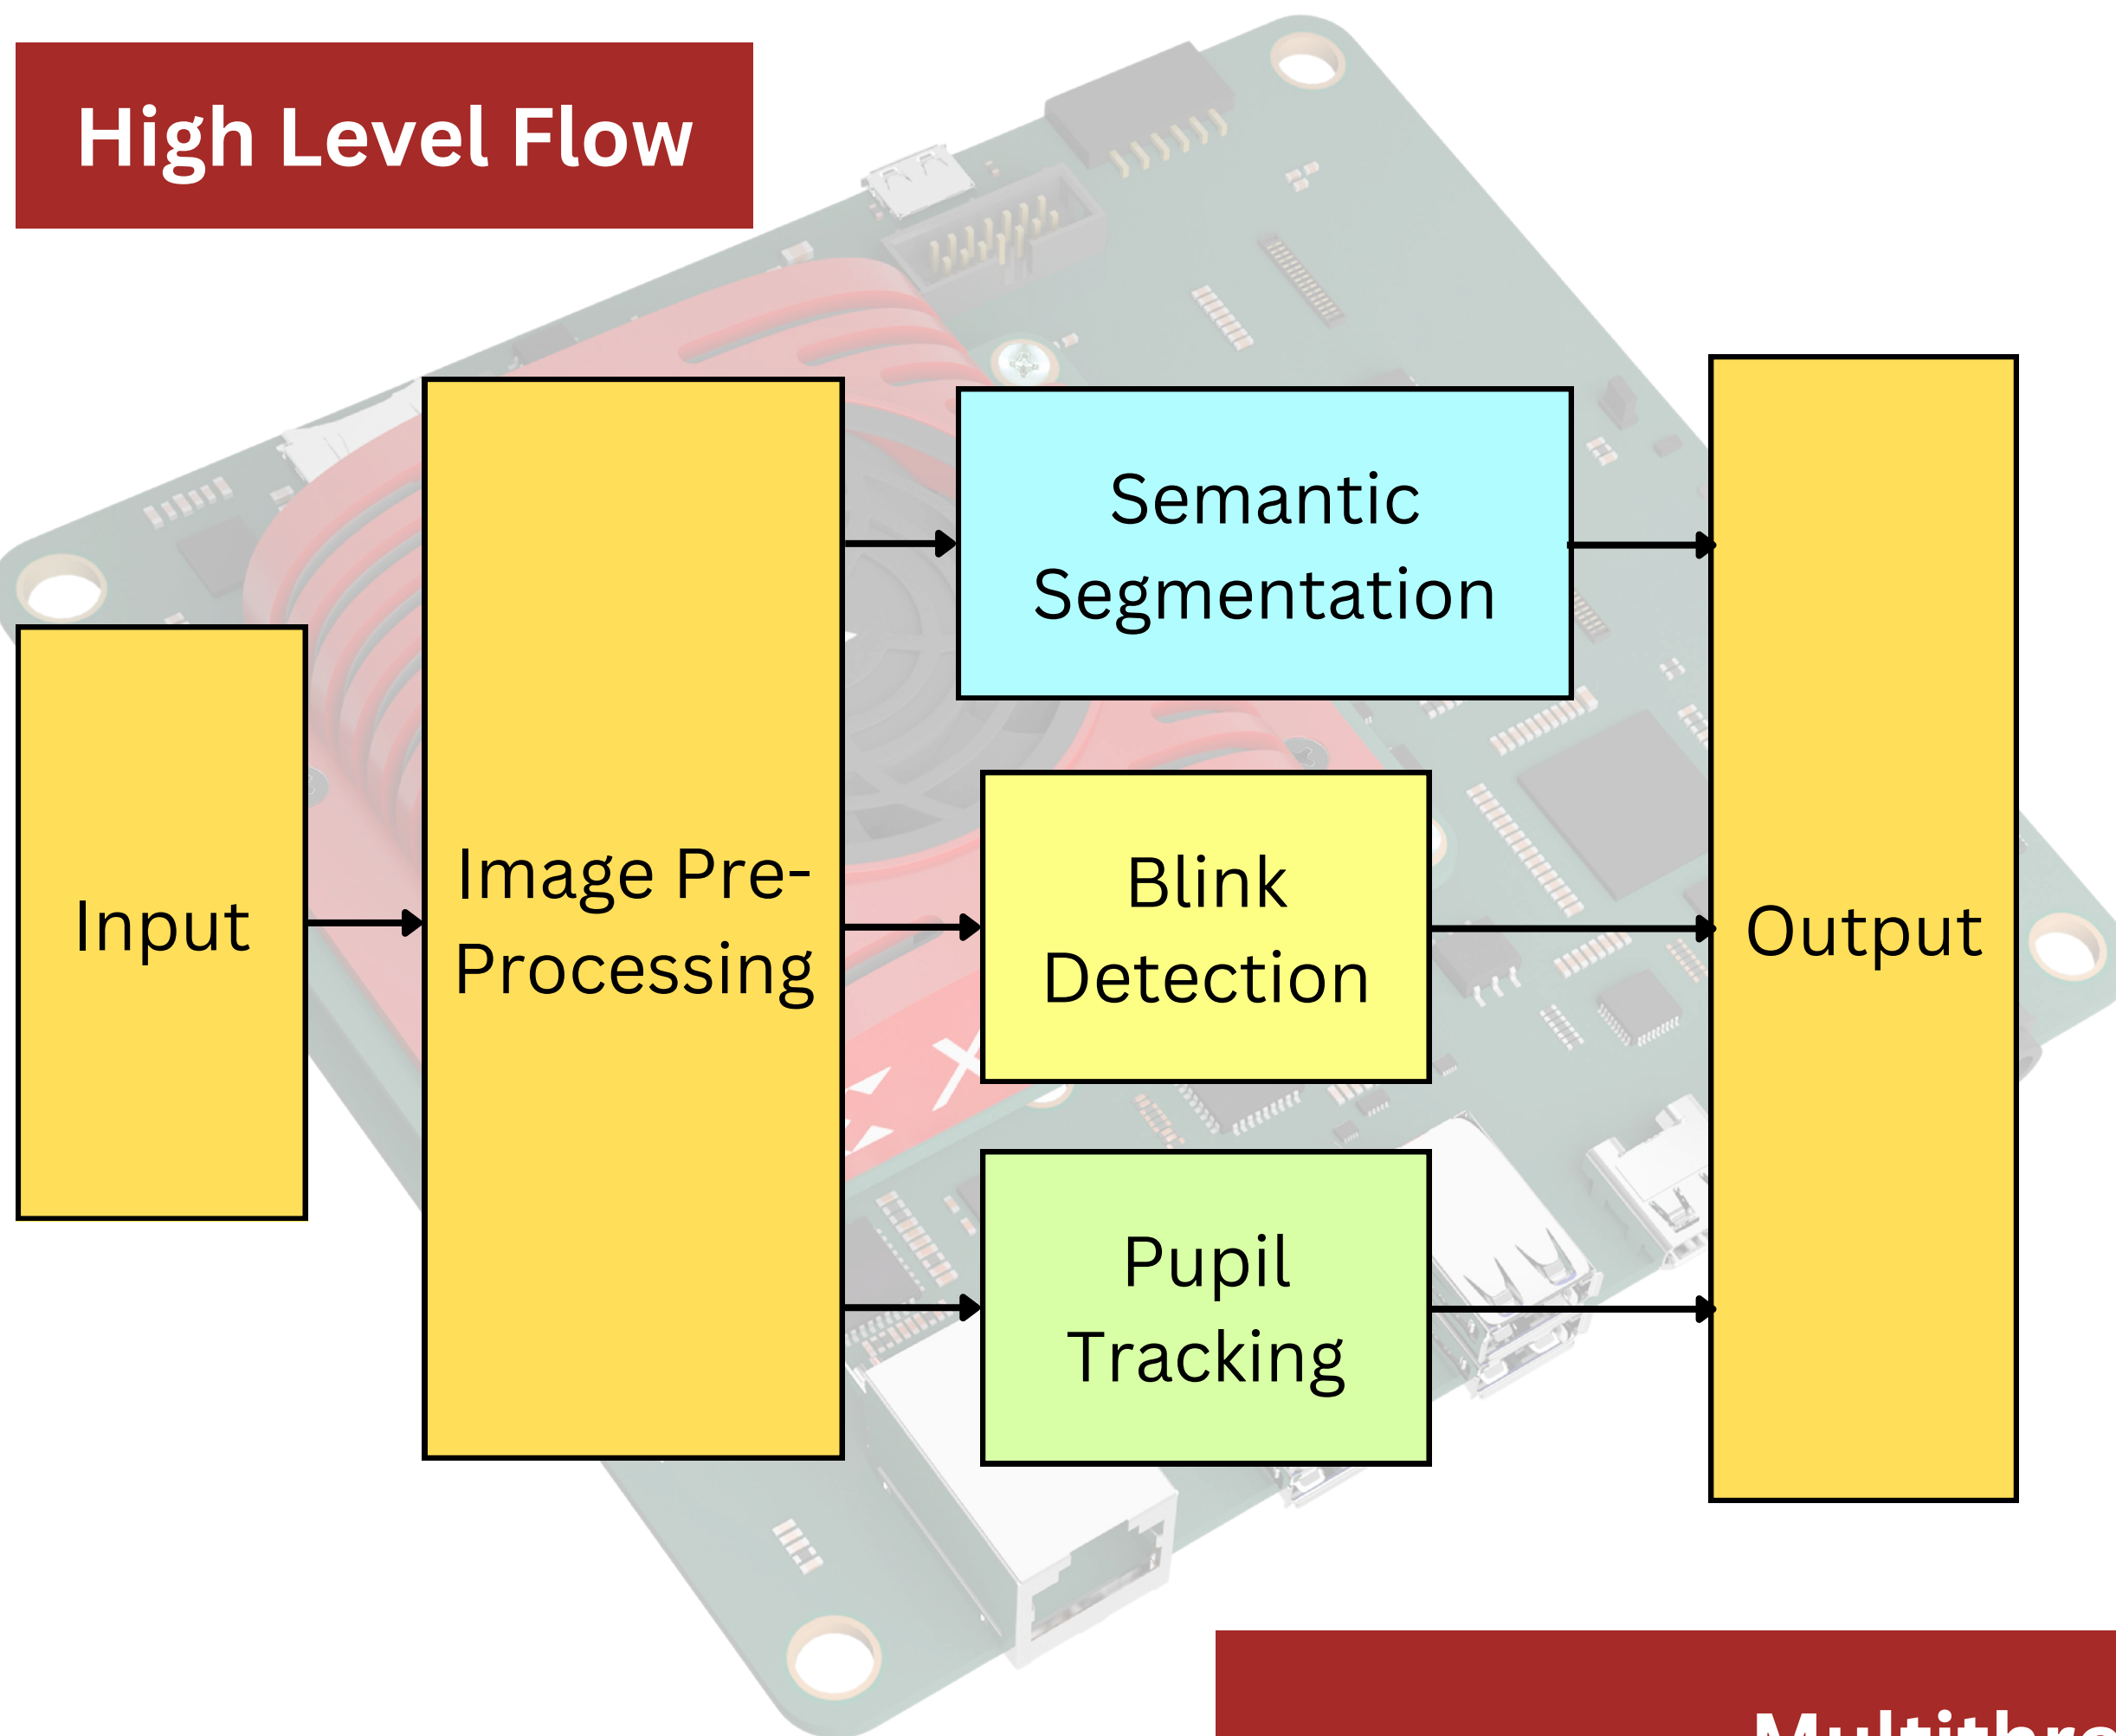 High Level Flow
Semantic
Segmentation
Input
Image Pre-
Processing
Blink
Detection
Output
Pupil
Tracking